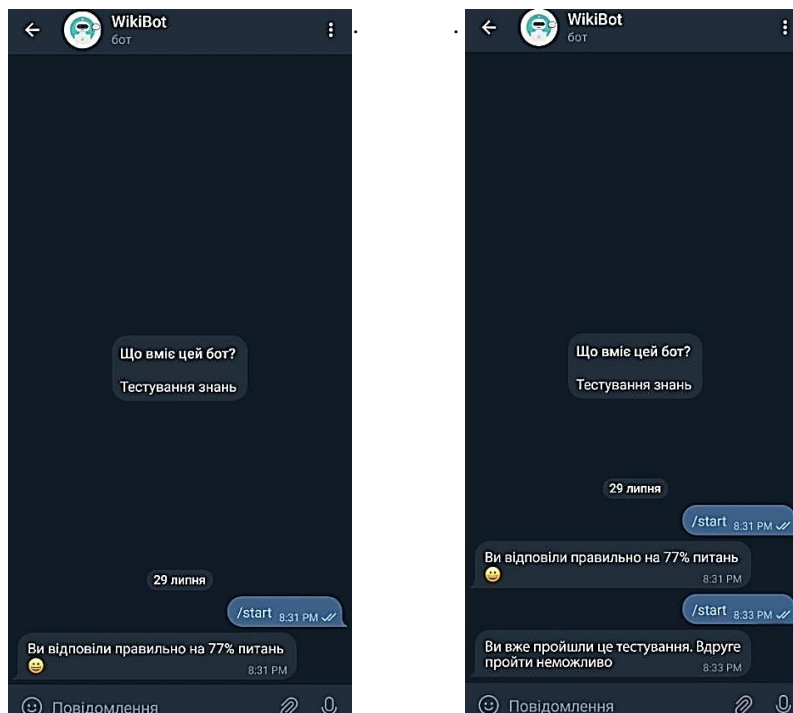 WikiBot
бот
Що вміє цей бот?
Тестування знань
29 липня
/start 8:31 PM
Ви відповіли правильно на 77% питань
8:31 PM
Повідомлення
.
.
WikiBot
бот
Що вміє цей бот?
Тестування знань
29 липня
/start 8:31 PM
Ви відповіли правильно на 77% питань
8:31 PM
/start 8:33 PM
Ви вже пройшли це тестування. Вдруге
пройти неможливо
8:33 PM
Повідомлення